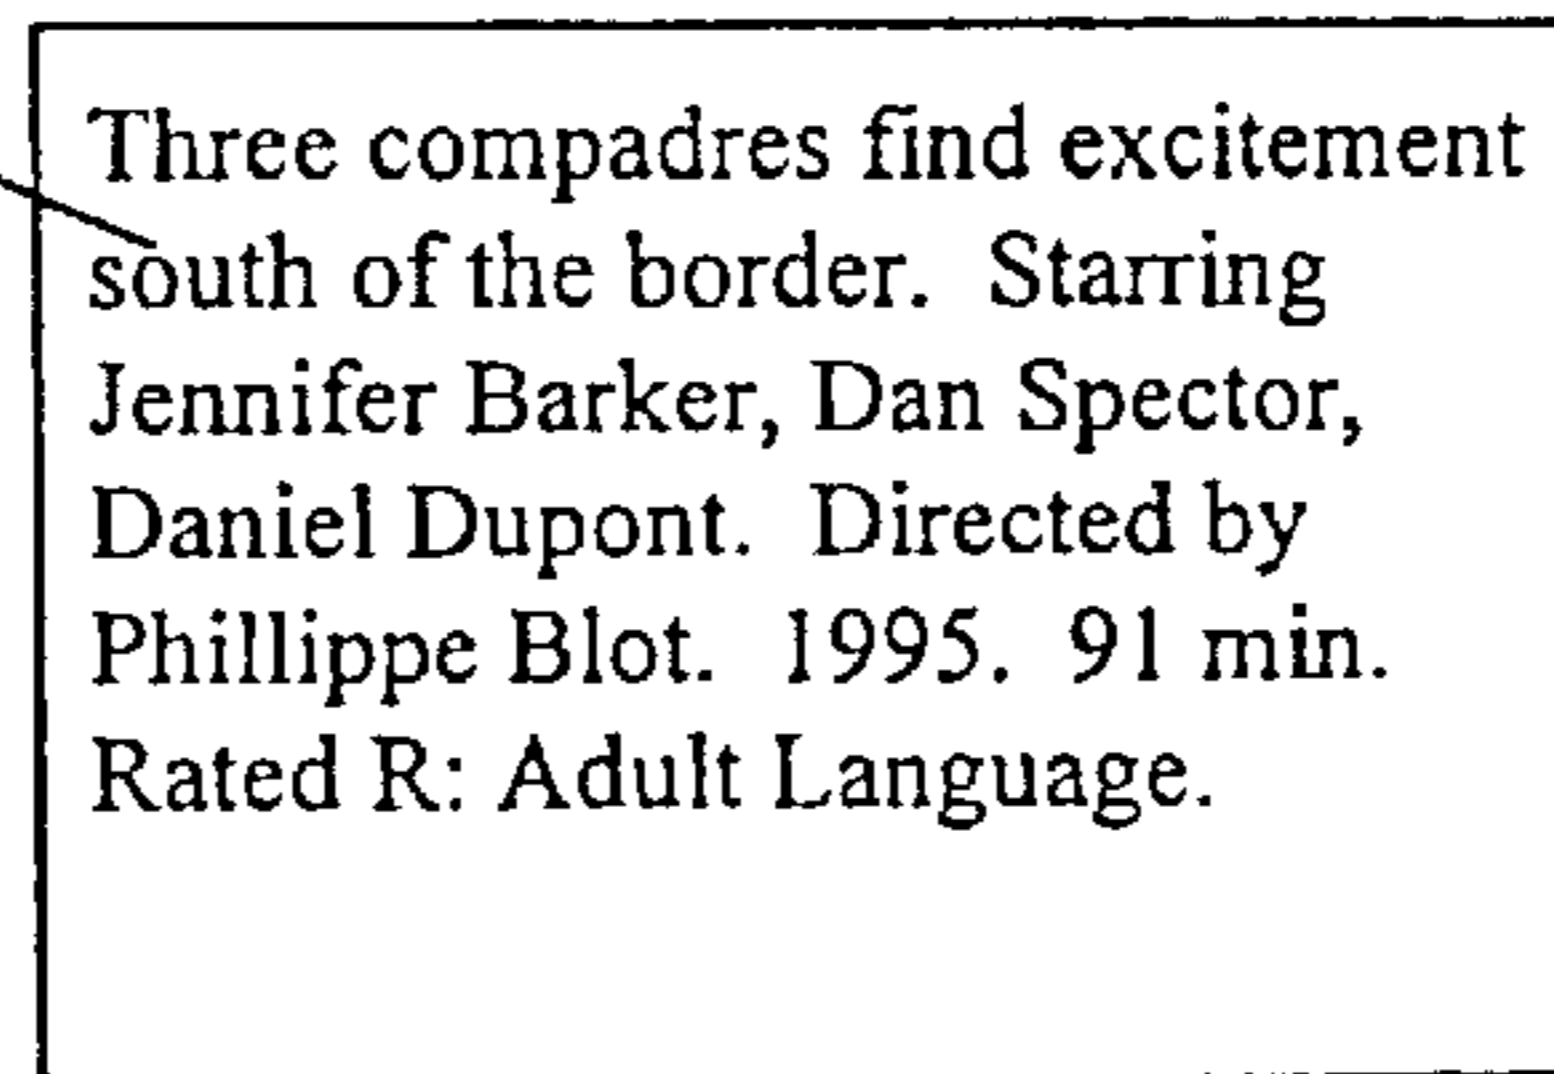 Three compadres find excitement
south of the border. Starring
Jennifer Barker, Dan Spector,
Daniel Dupont. Directed by
Phillippe Blot. 1995. 91 min.
Rated R: Adult Language.